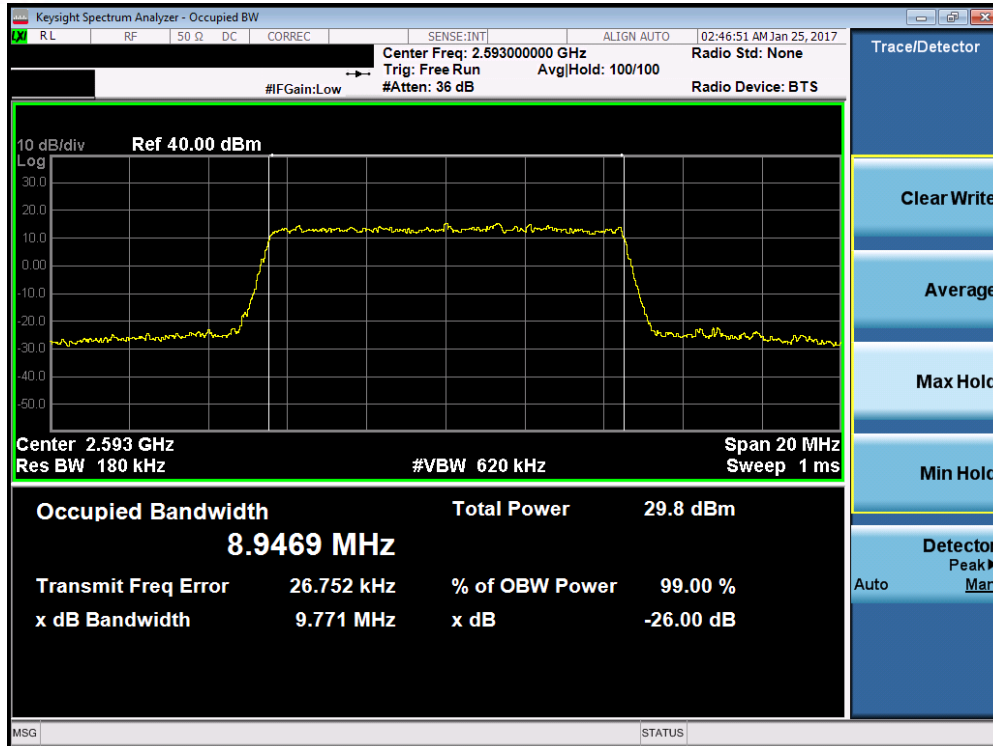 Keysight Spectrum Analyzer - Occupied BW
LXI RL RF 50 Ω DC CORREC SENSE:INT ALIGN AUTO 02:46:51 AM Jan 25, 2017
Center Freq: 2.593000000 GHz Radio Std: None
Trig: Free Run Avg|Hold: 100/100
#IFGain:Low #Atten: 36 dB Radio Device: BTS
Trace/Detector
10 dB/div Ref 40.00 dBm
Log
30.0
20.0
10.0
0.00
-10.0
-20.0
-30.0
-40.0
-50.0
Center 2.593 GHz Span 20 MHz
Res BW 180 kHz #VBW 620 kHz Sweep 1 ms
Occupied Bandwidth Total Power 29.8 dBm
8.9469 MHz
Transmit Freq Error 26.752 kHz % of OBW Power 99.00 %
x dB Bandwidth 9.771 MHz x dB -26.00 dB
Clear Write
Average
Max Hold
Min Hold
Detector
Peak
Auto Man
MSG STATUS